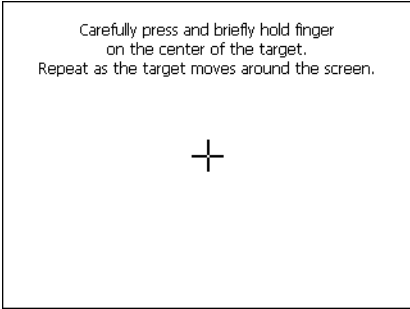 Carefully press and briefly hold finger
on the center of the target.
Repeat as the target moves around the screen.